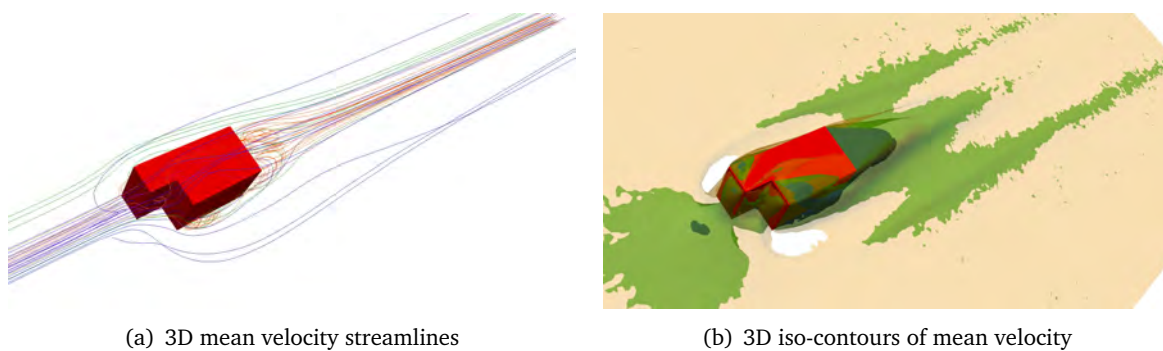 (a) 3D mean velocity streamlines
(b) 3D iso-contours of mean velocity